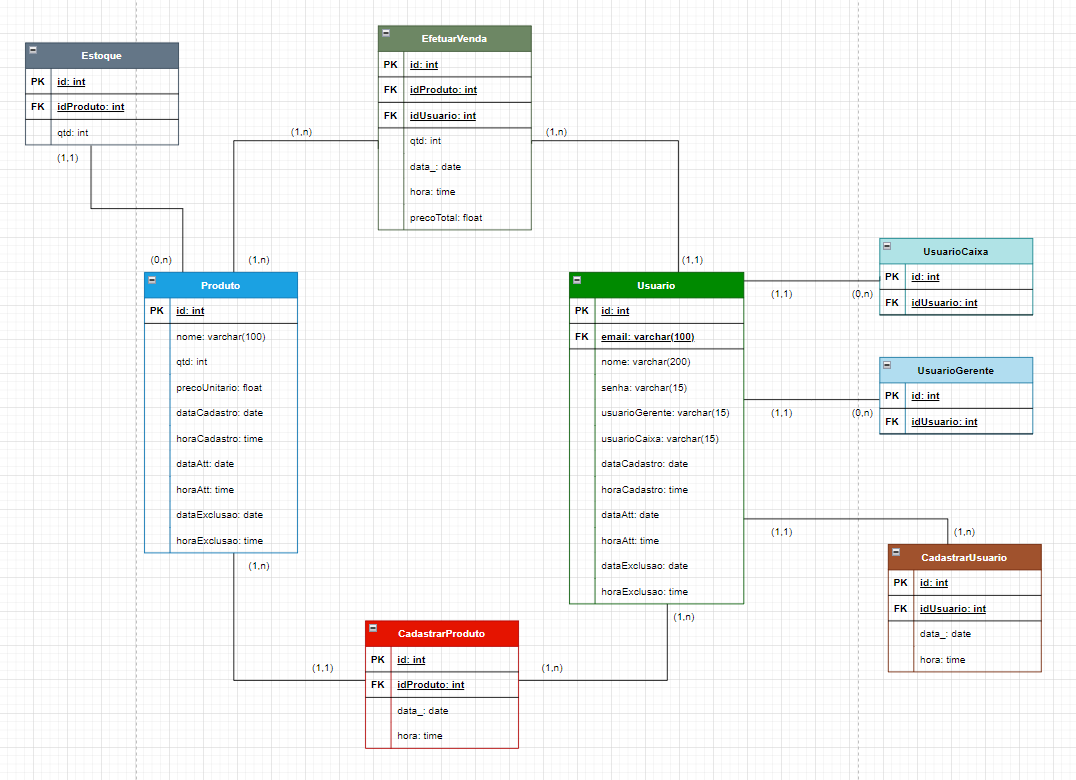 Estoque
PK id: int
FK idProduto: int
qtd: int
(1,1)
(0,n)
EfetuarVenda
PK id: int
FK idProduto: int
FK idUsuario: int
qtd: int
data_: date
hora: time
precoTotal: float
(1,n)
(1,n)
(1,n)
(1,1)
Produto
PK id: int
nome: varchar(100)
qtd: int
precoUnitario: float
dataCadastro: date
horaCadastro: time
dataAtt: date
horaAtt: time
dataExclusao: date
horaExclusao: time
(1,n)
Usuario
PK id: int
FK email: varchar(100)
nome: varchar(200)
senha: varchar(15)
usuarioGerente: varchar(15)
usuarioCaixa: varchar(15)
dataCadastro: date
horaCadastro: time
dataAtt: date
horaAtt: time
dataExclusao: date
horaExclusao: time
(1,n)
UsuarioCaixa
PK id: int
FK idUsuario: int
(1,1)
(0,n)
UsuarioGerente
PK id: int
FK idUsuario: int
(1,1)
(0,n)
(1,1)
(1,n)
CadastrarUsuario
PK id: int
FK idUsuario: int
data_: date
hora: time
CadastrarProduto
PK id: int
FK idProduto: int
data_: date
hora: time
(1,1)
(1,n)